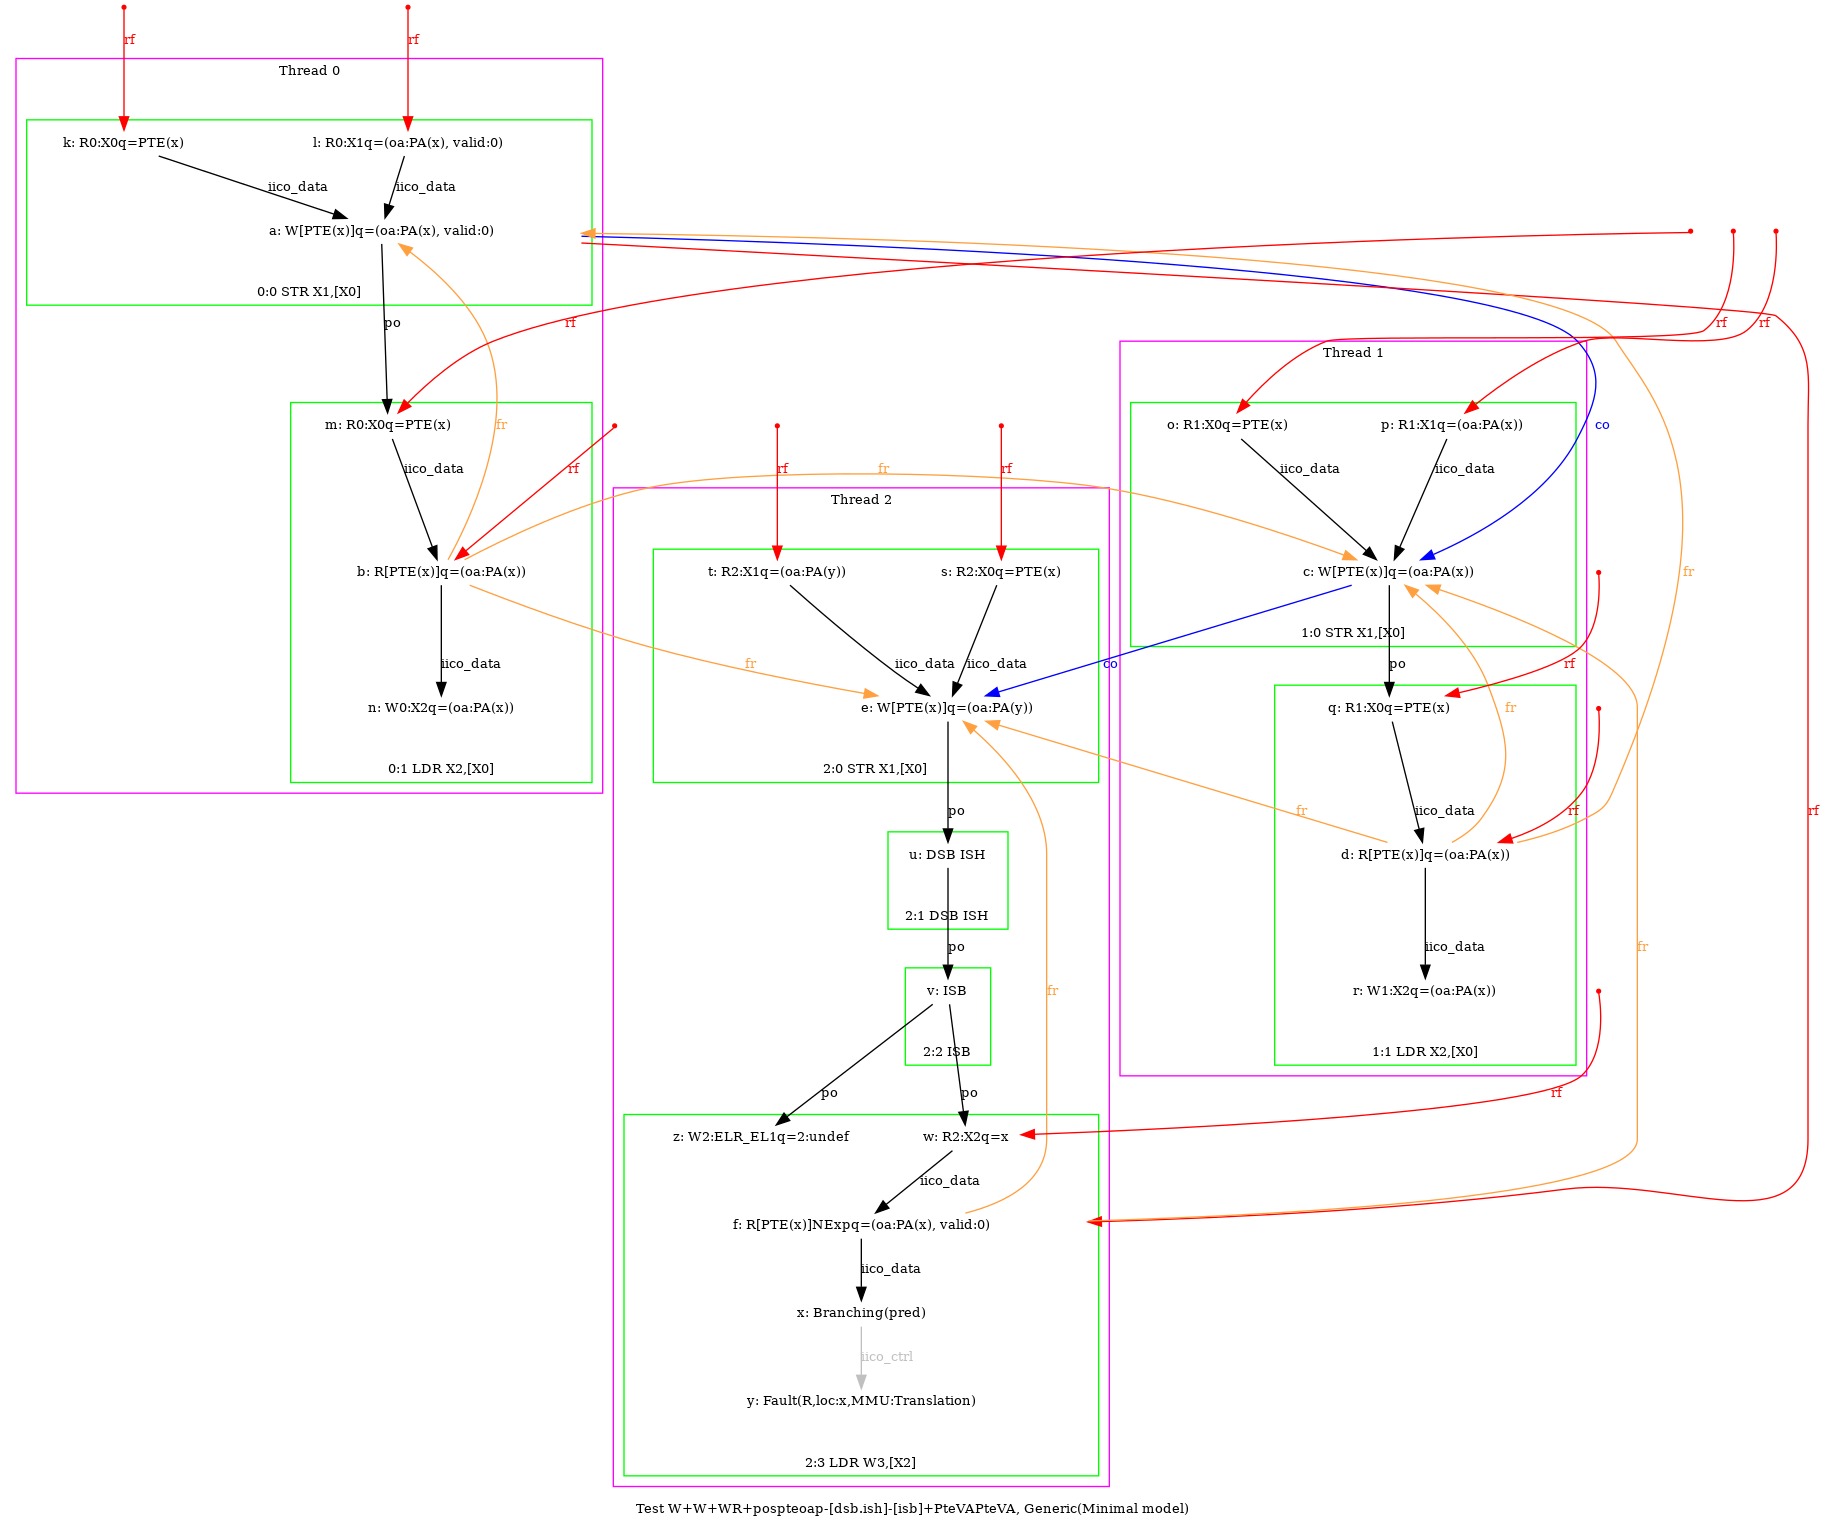 rf
rf
Thread 0
k: R0:X0q=PTE(x)
l: R0:X1q=(oa:PA(x), valid:0)
iico_data
iico_data
a: W[PTE(x)]q=(oa:PA(x), valid:0)
0:0 STR X1,[X0]
po
rf
rf
rf
Thread 1
m: R0:X0q=PTE(x)
fr
o: R1:X0q=PTE(x)
p: R1:X1q=(oa:PA(x))
co
iico_data
rf
rf
fr
rf
iico_data
iico_data
Thread 2
b: R[PTE(x)]q=(oa:PA(x))
t: R2:X1q=(oa:PA(y))
s: R2:X0q=PTE(x)
c: W[PTE(x)]q=(oa:PA(x))
fr
1:0 STR X1,[X0]
iico_data
fr
iico_data
iico_data
co
po
rf
n: W0:X2q=(oa:PA(x))
e: W[PTE(x)]q=(oa:PA(y))
q: R1:X0q=PTE(x)
fr
0:1 LDR X2,[X0]
2:0 STR X1,[X0]
po
fr
iico_data
rf
rf
u: DSB ISH
d: R[PTE(x)]q=(oa:PA(x))
2:1 DSB ISH
po
iico_data
fr
v: ISB
fr
r: W1:X2q=(oa:PA(x))
2:2 ISB
1:1 LDR X2,[X0]
po
po
rf
z: W2:ELR_EL1q=2:undef
w: R2:X2q=x
iico_data
f: R[PTE(x)]NExpq=(oa:PA(x), valid:0)
iico_data
x: Branching(pred)
iico_ctrl
y: Fault(R,loc:x,MMU:Translation)
2:3 LDR W3,[X2]
Test W+W+WR+pospteoap-[dsb.ish]-[isb]+PteVAPteVA, Generic(Minimal model)